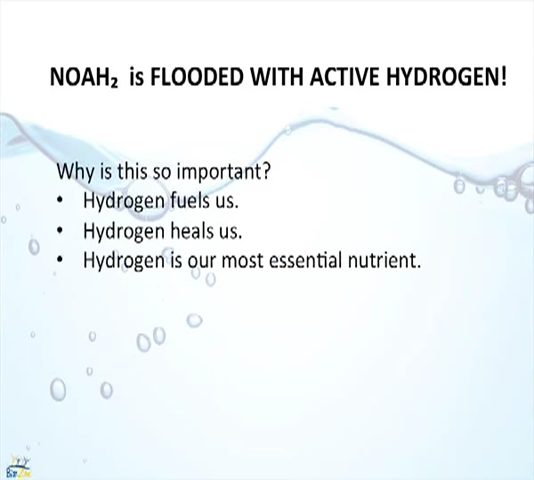 NOAH₂ is FLOODED WITH ACTIVE HYDROGEN!
Why is this so important?
• Hydrogen fuels us.
• Hydrogen heals us.
• Hydrogen is our most essential nutrient.